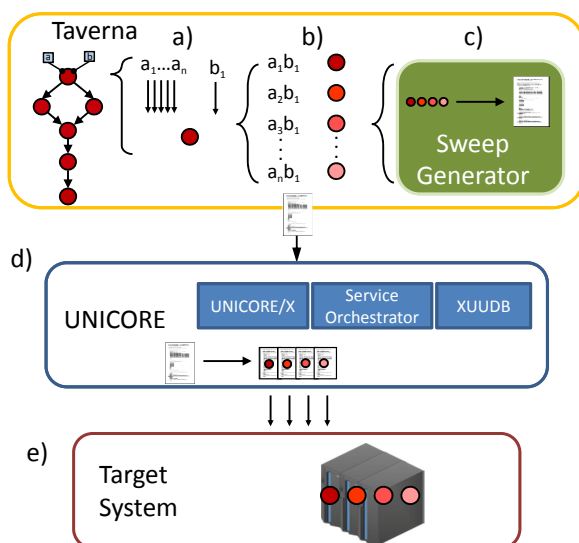 Taverna
a)
b)
c)
a
b
a1...an
b1
a1b1
a2b1
a3b1
anb1
Sweep
Generator
d)
UNICORE
UNICORE/X
Service
Orchestrator
XUUDB
e)
Target
System